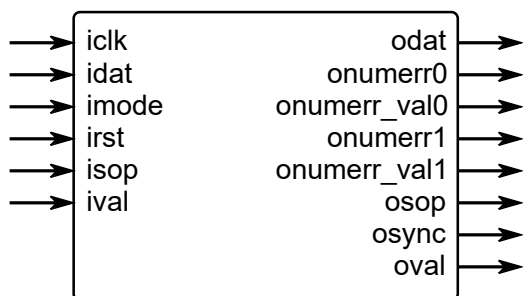 iclk odat
idat onumerr0
imode onumerr_val0
irst onumerr1
isop onumerr_val1
ival osop
osync
oval